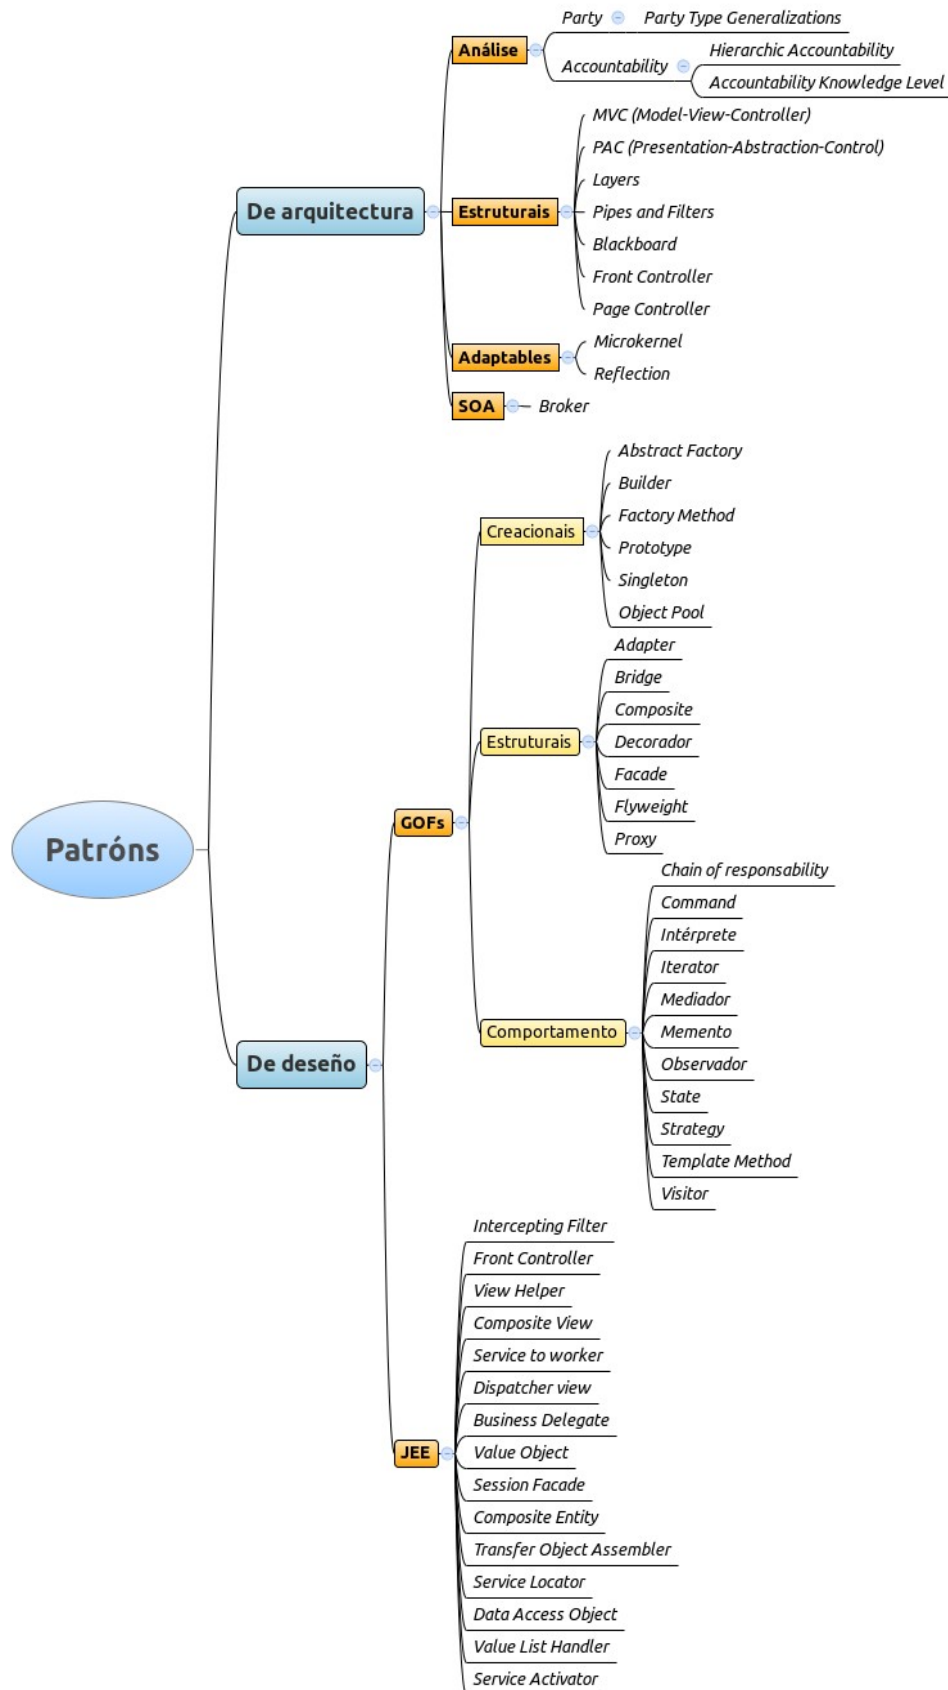 Patróns
De arquitectura
Análise
Party
Party Type Generalizations
Accountability
Hierarchic Accountability
Accountability Knowledge Level
Estruturais
MVC (Model-View-Controller)
PAC (Presentation-Abstraction-Control)
Layers
Pipes and Filters
Blackboard
Front Controller
Page Controller
Adaptables
Microkernel
Reflection
SOA
Broker
De deseño
GOFs
Creacionais
Abstract Factory
Builder
Factory Method
Prototype
Singleton
Object Pool
Estruturais
Adapter
Bridge
Composite
Decorador
Facade
Flyweight
Proxy
Comportamento
Chain of responsability
Command
Intérprete
Iterator
Mediador
Memento
Observador
State
Strategy
Template Method
Visitor
JEE
Intercepting Filter
Front Controller
View Helper
Composite View
Service to worker
Dispatcher view
Business Delegate
Value Object
Session Facade
Composite Entity
Transfer Object Assembler
Service Locator
Data Access Object
Value List Handler
Service Activator